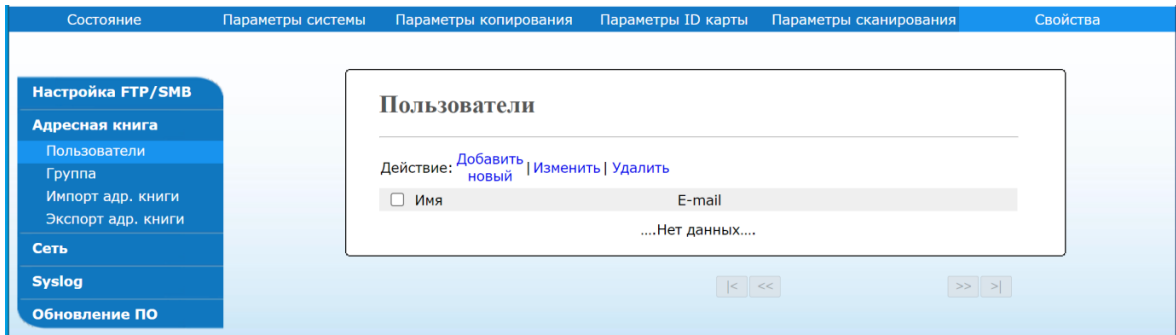 Состояние Параметры системы Параметры копирования Параметры ID карты Параметры сканирования Свойства
Настройка FTP/SMB
Адресная книга
Пользователи
Группа
Импорт адр. книги
Экспорт адр. книги
Сеть
Syslog
Обновление ПО
Пользователи
Действие: Добавить новый | Изменить | Удалить
Имя E-mail
....Нет данных....
|< << >> >|